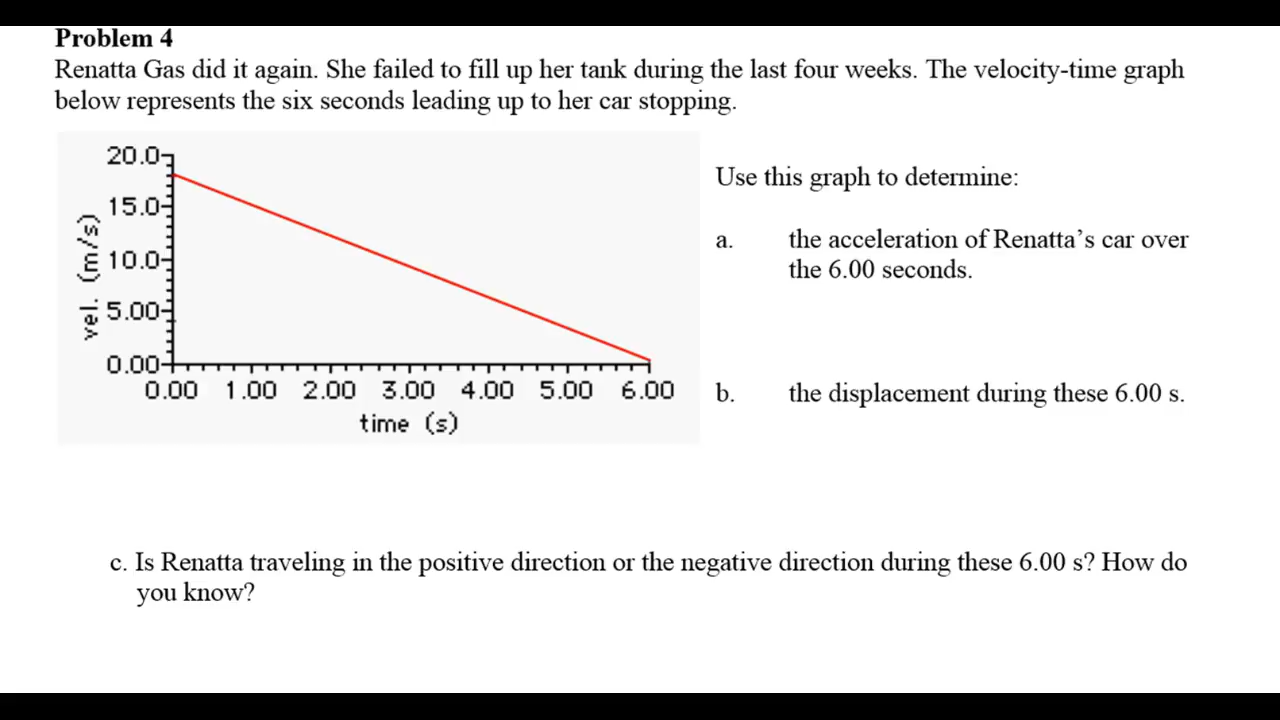 Problem 4
Renatta Gas did it again. She failed to fill up her tank during the last four weeks. The velocity-time graph
below represents the six seconds leading up to her car stopping.
20.0
15.0
10.0
5.00
0.00
vel. (m/s)
0.00 1.00 2.00 3.00 4.00 5.00 6.00
time (s)
Use this graph to determine:
a. the acceleration of Renatta’s car over
the 6.00 seconds.
b. the displacement during these 6.00 s.
c. Is Renatta traveling in the positive direction or the negative direction during these 6.00 s? How do
you know?